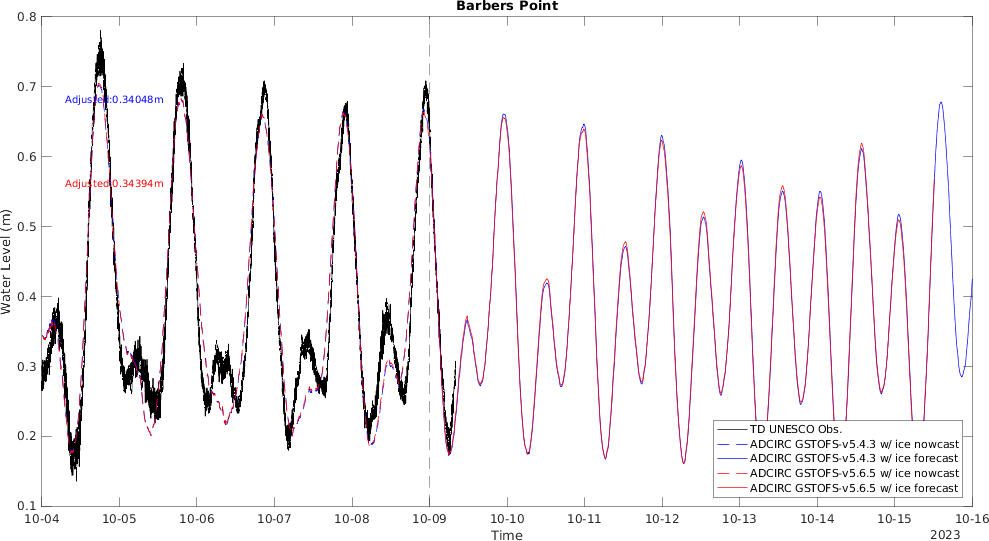 Barbers Point
0.8
0.7
0.6
0.5
0.4
0.3
0.2
0.1
Water Level (m)
Adjusted:0.34048m
Adjusted:0.34394m
TD UNESCO Obs.
ADCIRC GSTOFS-v5.4.3 w/ ice nowcast
ADCIRC GSTOFS-v5.4.3 w/ ice forecast
ADCIRC GSTOFS-v5.6.5 w/ ice nowcast
ADCIRC GSTOFS-v5.6.5 w/ ice forecast
10-04 10-05 10-06 10-07 10-08 10-09 10-10 10-11 10-12 10-13 10-14 10-15 10-16
Time
2023